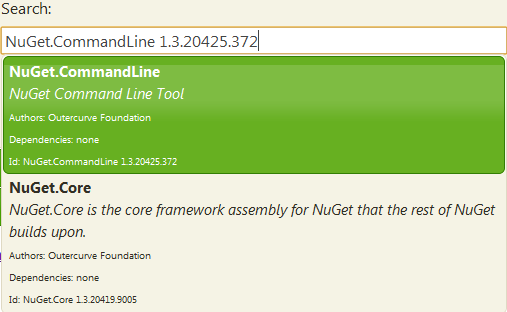 Search:
NuGet.CommandLine 1.3.20425.372
NuGet.CommandLine
NuGet Command Line Tool
Authors: Outercurve Foundation
Dependencies: none
Id: NuGet.CommandLine 1.3.20425.372
NuGet.Core
NuGet.Core is the core framework assembly for NuGet that the rest of NuGet
builds upon.
Authors: Outercurve Foundation
Dependencies: none
Id: NuGet.Core 1.3.20419.9005